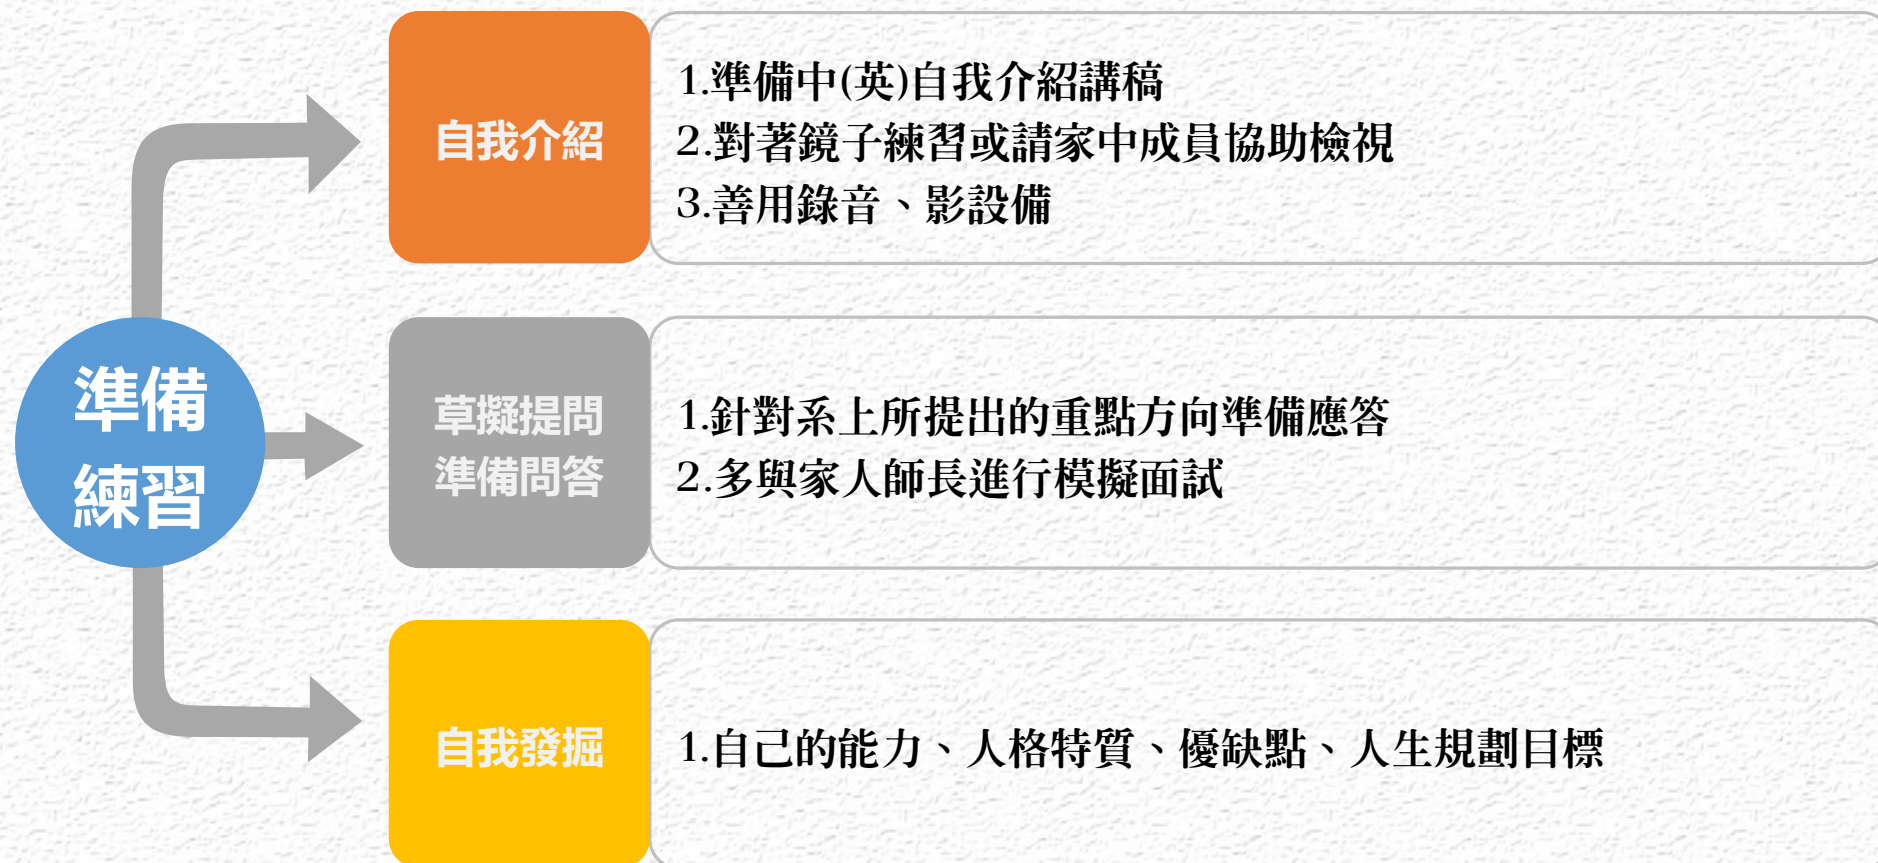 自我介紹
1.準備中(英)自我介紹講稿
2.對著鏡子練習或請家中成員協助檢視
3.善用錄音、影設備
準備
練習
草擬提問
準備問答
1.針對系上所提出的重點方向準備應答
2.多與家人師長進行模擬面試
自我發掘
1.自己的能力、人格特質、優缺點、人生規劃目標